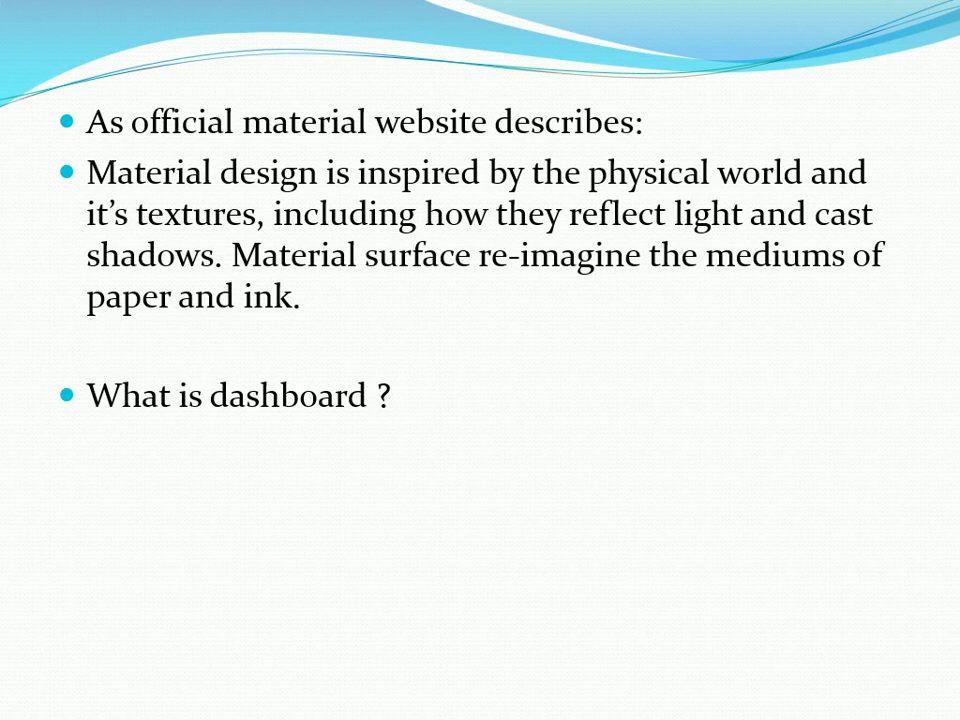 As official material website describes:
Material design is inspired by the physical world and
it’s textures, including how they reflect light and cast
shadows. Material surface re-imagine the mediums of
paper and ink.
What is dashboard ?